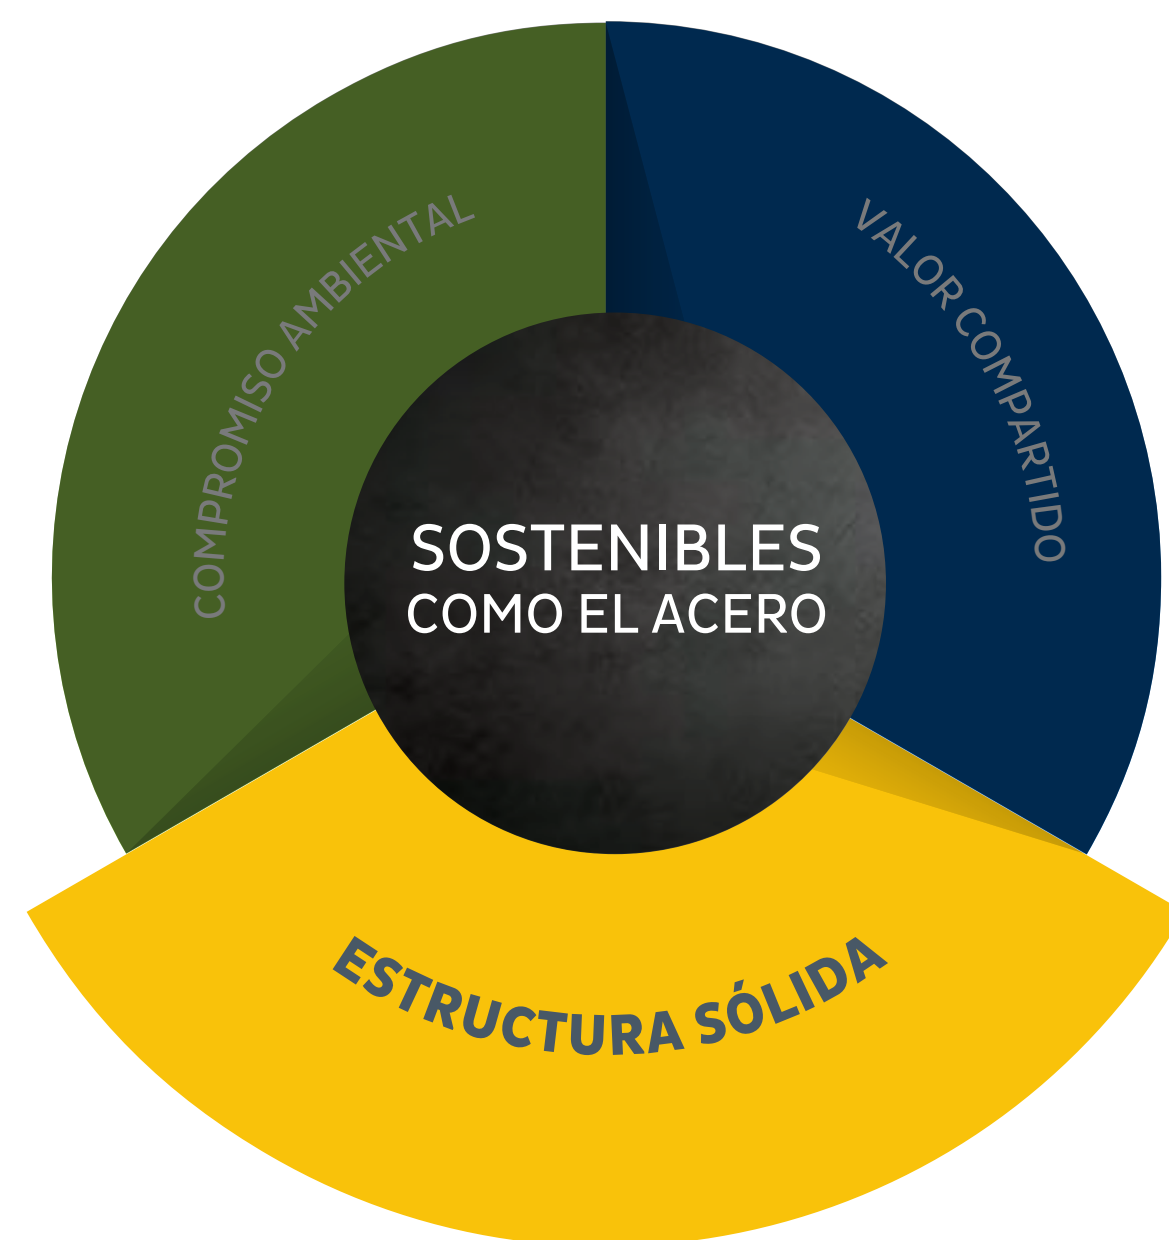 COMPROMISO AMBIENTAL
VALOR COMPARTIDO
SOSTENIBLES
COMO EL ACERO
ESTRUCTURA SÓLIDA